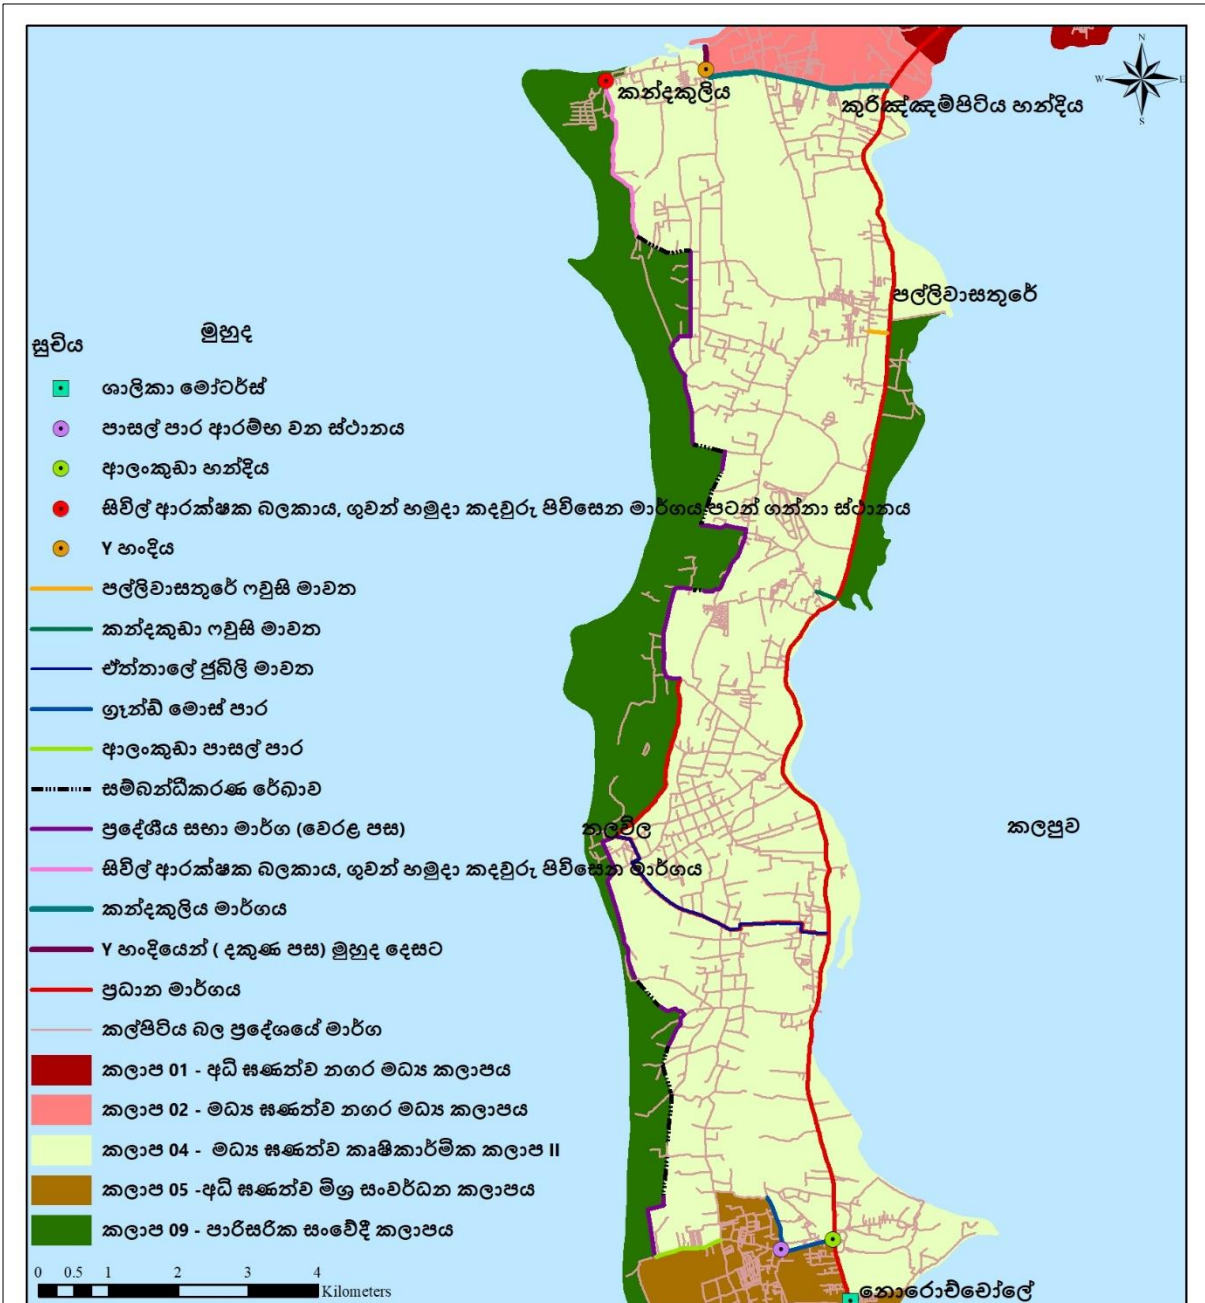 N
W E
S
කන්දකුලිය
කුරිඤ්ඤම්පිටිය හන්දිය
පල්ලිවාසතුරේ
මුහුද
සුචිය
ශාලිකා මෝටර්ස්
පාසල් පාර ආරම්භ වන ස්ථානය
ආලංකුඩා හන්දිය
සිවිල් ආරක්ෂක බලකාය, ගුවන් හමුදා කඳවුරු පිවිසෙන මාර්ගය පටන් ගන්නා ස්ථානය
Y හංදිය
පල්ලිවාසතුරේ ෆවුසි මාවත
කන්දකුඩා ෆවුසි මාවත
ඒත්තාලේ ජුබිලි මාවත
ග්‍රෑන්ඩ් මොස් පාර
ආලංකුඩා පාසල් පාර
සම්බන්ධීකරණ රේඛාව
තලවිල
කලපුව
ප්‍රදේශීය සභා මාර්ග (වෙරළ පස)
සිවිල් ආරක්ෂක බලකාය, ගුවන් හමුදා කඳවුරු පිවිසෙන මාර්ගය
කන්දකුලිය මාර්ගය
Y හංදියෙන් ( දකුණ පස) මුහුද දෙසට
ප්‍රධාන මාර්ගය
කල්පිටිය බල ප්‍රදේශයේ මාර්ග
කලාප 01 - අධි ඝණත්ව නගර මධ්‍ය කලාපය
කලාප 02 - මධ්‍ය ඝණත්ව නගර මධ්‍ය කලාපය
කලාප 04 - මධ්‍ය ඝණත්ව කෘෂිකාර්මික කලාප II
කලාප 05 -අධි ඝණත්ව මිශ්‍ර සංවර්ධන කලාපය
කලාප 09 - පාරිසරික සංවේදී කලාපය
0 0.5 1 2 3 4
Kilometers
නොරොච්චෝලේ